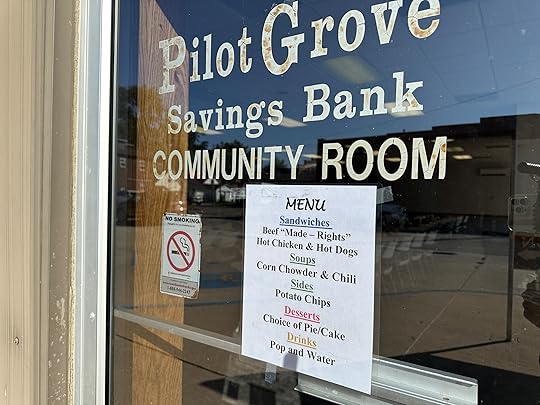 Pilot Grove
Savings Bank
COMMUNITY ROOM
NO SMOKING
MENU
Sandwiches
Beef "Made – Rights"
Hot Chicken & Hot Dogs
Soups
Corn Chowder & Chili
Sides
Potato Chips
Desserts
Choice of Pie/Cake
Drinks
Pop and Water